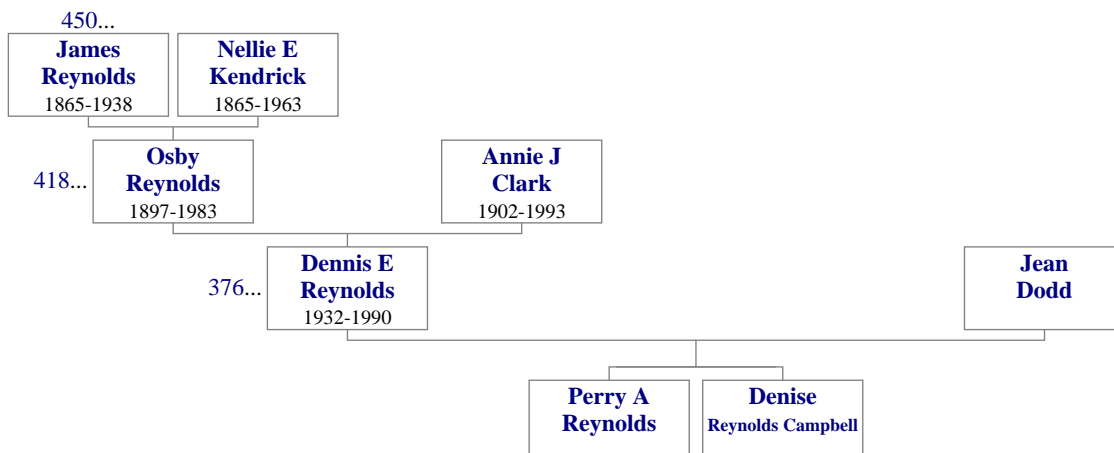 450...
James
Reynolds
1865-1938
Nellie E
Kendrick
1865-1963
418...
Osby
Reynolds
1897-1983
Annie J
Clark
1902-1993
376...
Dennis E
Reynolds
1932-1990
Jean
Dodd
Perry A
Reynolds
Denise
Reynolds Campbell